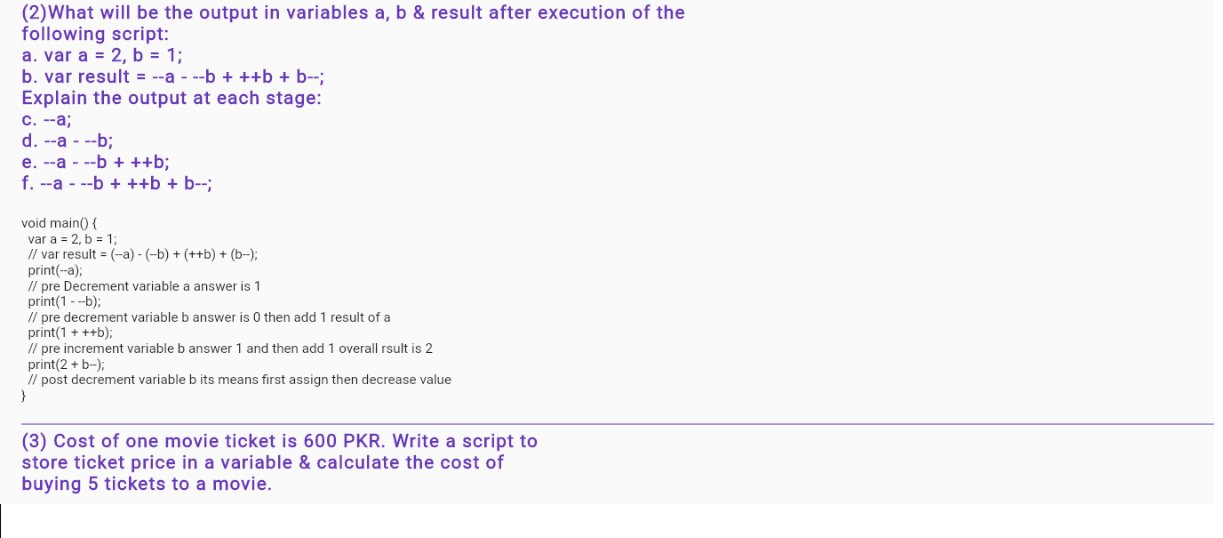 (2)What will be the output in variables a, b & result after execution of the
following script:
a. var a = 2, b = 1;
b. var result = --a - --b + ++b + b--;
Explain the output at each stage:
c. --a;
d. --a - --b;
e. --a - --b + ++b;
f. --a - --b + ++b + b--;
void main() {
var a = 2, b = 1;
// var result = (--a) - (--b) + (++b) + (b--);
print(--a);
// pre Decrement variable a answer is 1
print(1 - --b);
// pre decrement variable b answer is 0 then add 1 result of a
print(1 + ++b);
// pre increment variable b answer 1 and then add 1 overall rsult is 2
print(2 + b--);
// post decrement variable b its means first assign then decrease value
}
(3) Cost of one movie ticket is 600 PKR. Write a script to
store ticket price in a variable & calculate the cost of
buying 5 tickets to a movie.